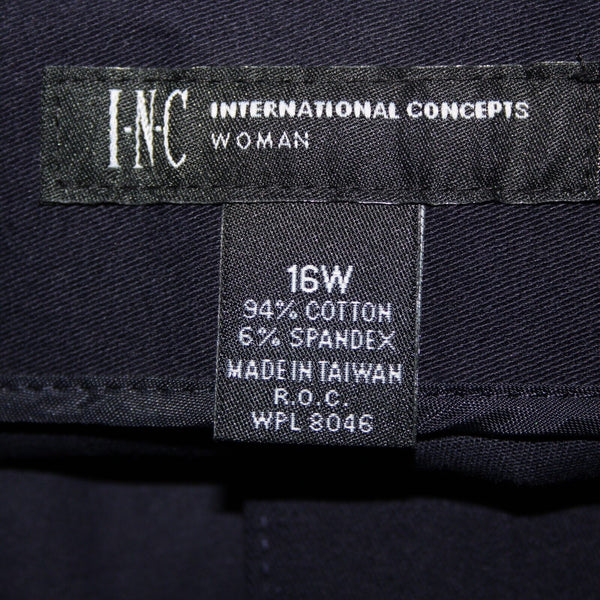 I·N·C INTERNATIONAL CONCEPTS
WOMAN
16W
94% COTTON
6% SPANDEX
MADE IN TAIWAN
R.O.C.
WPL 8046